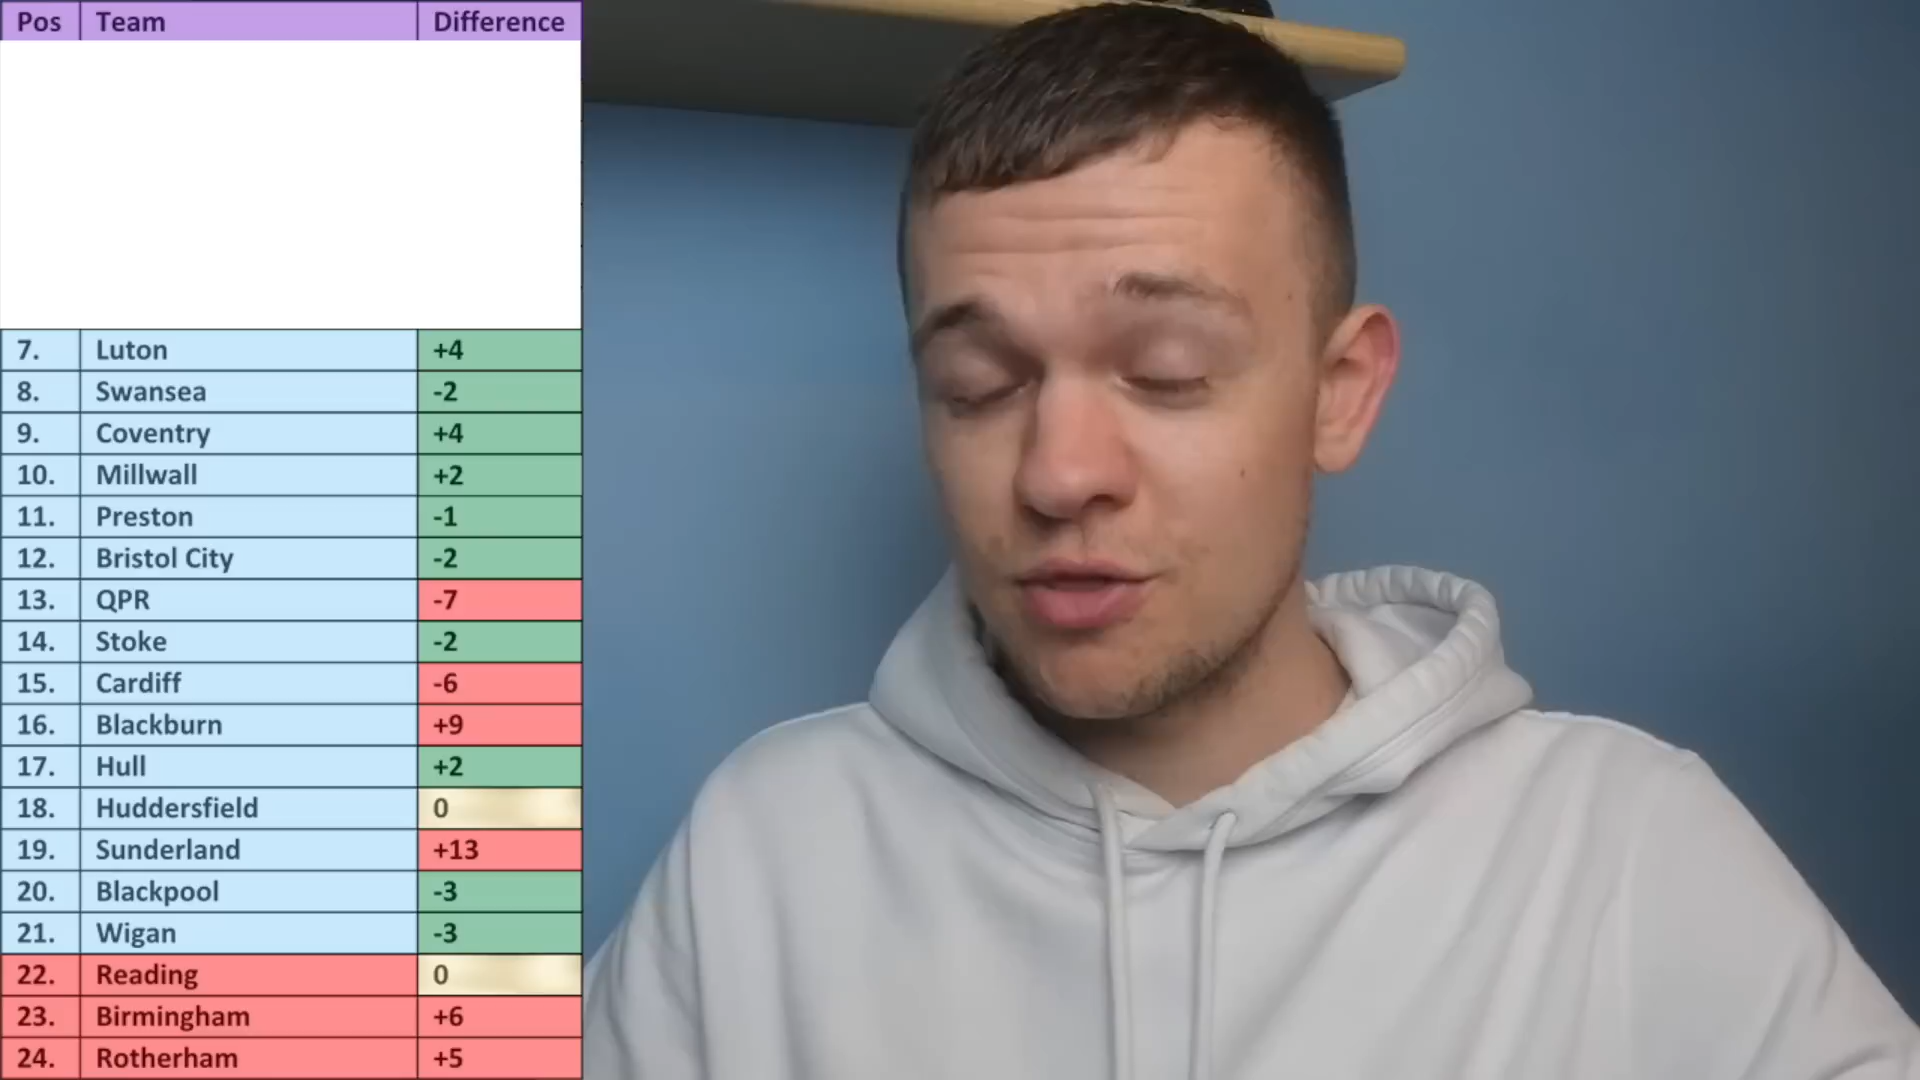 Pos Team Difference
7. Luton +4
8. Swansea -2
9. Coventry +4
10. Millwall +2
11. Preston -1
12. Bristol City -2
13. QPR -7
14. Stoke -2
15. Cardiff -6
16. Blackburn +9
17. Hull +2
18. Huddersfield 0
19. Sunderland +13
20. Blackpool -3
21. Wigan -3
22. Reading 0
23. Birmingham +6
24. Rotherham +5